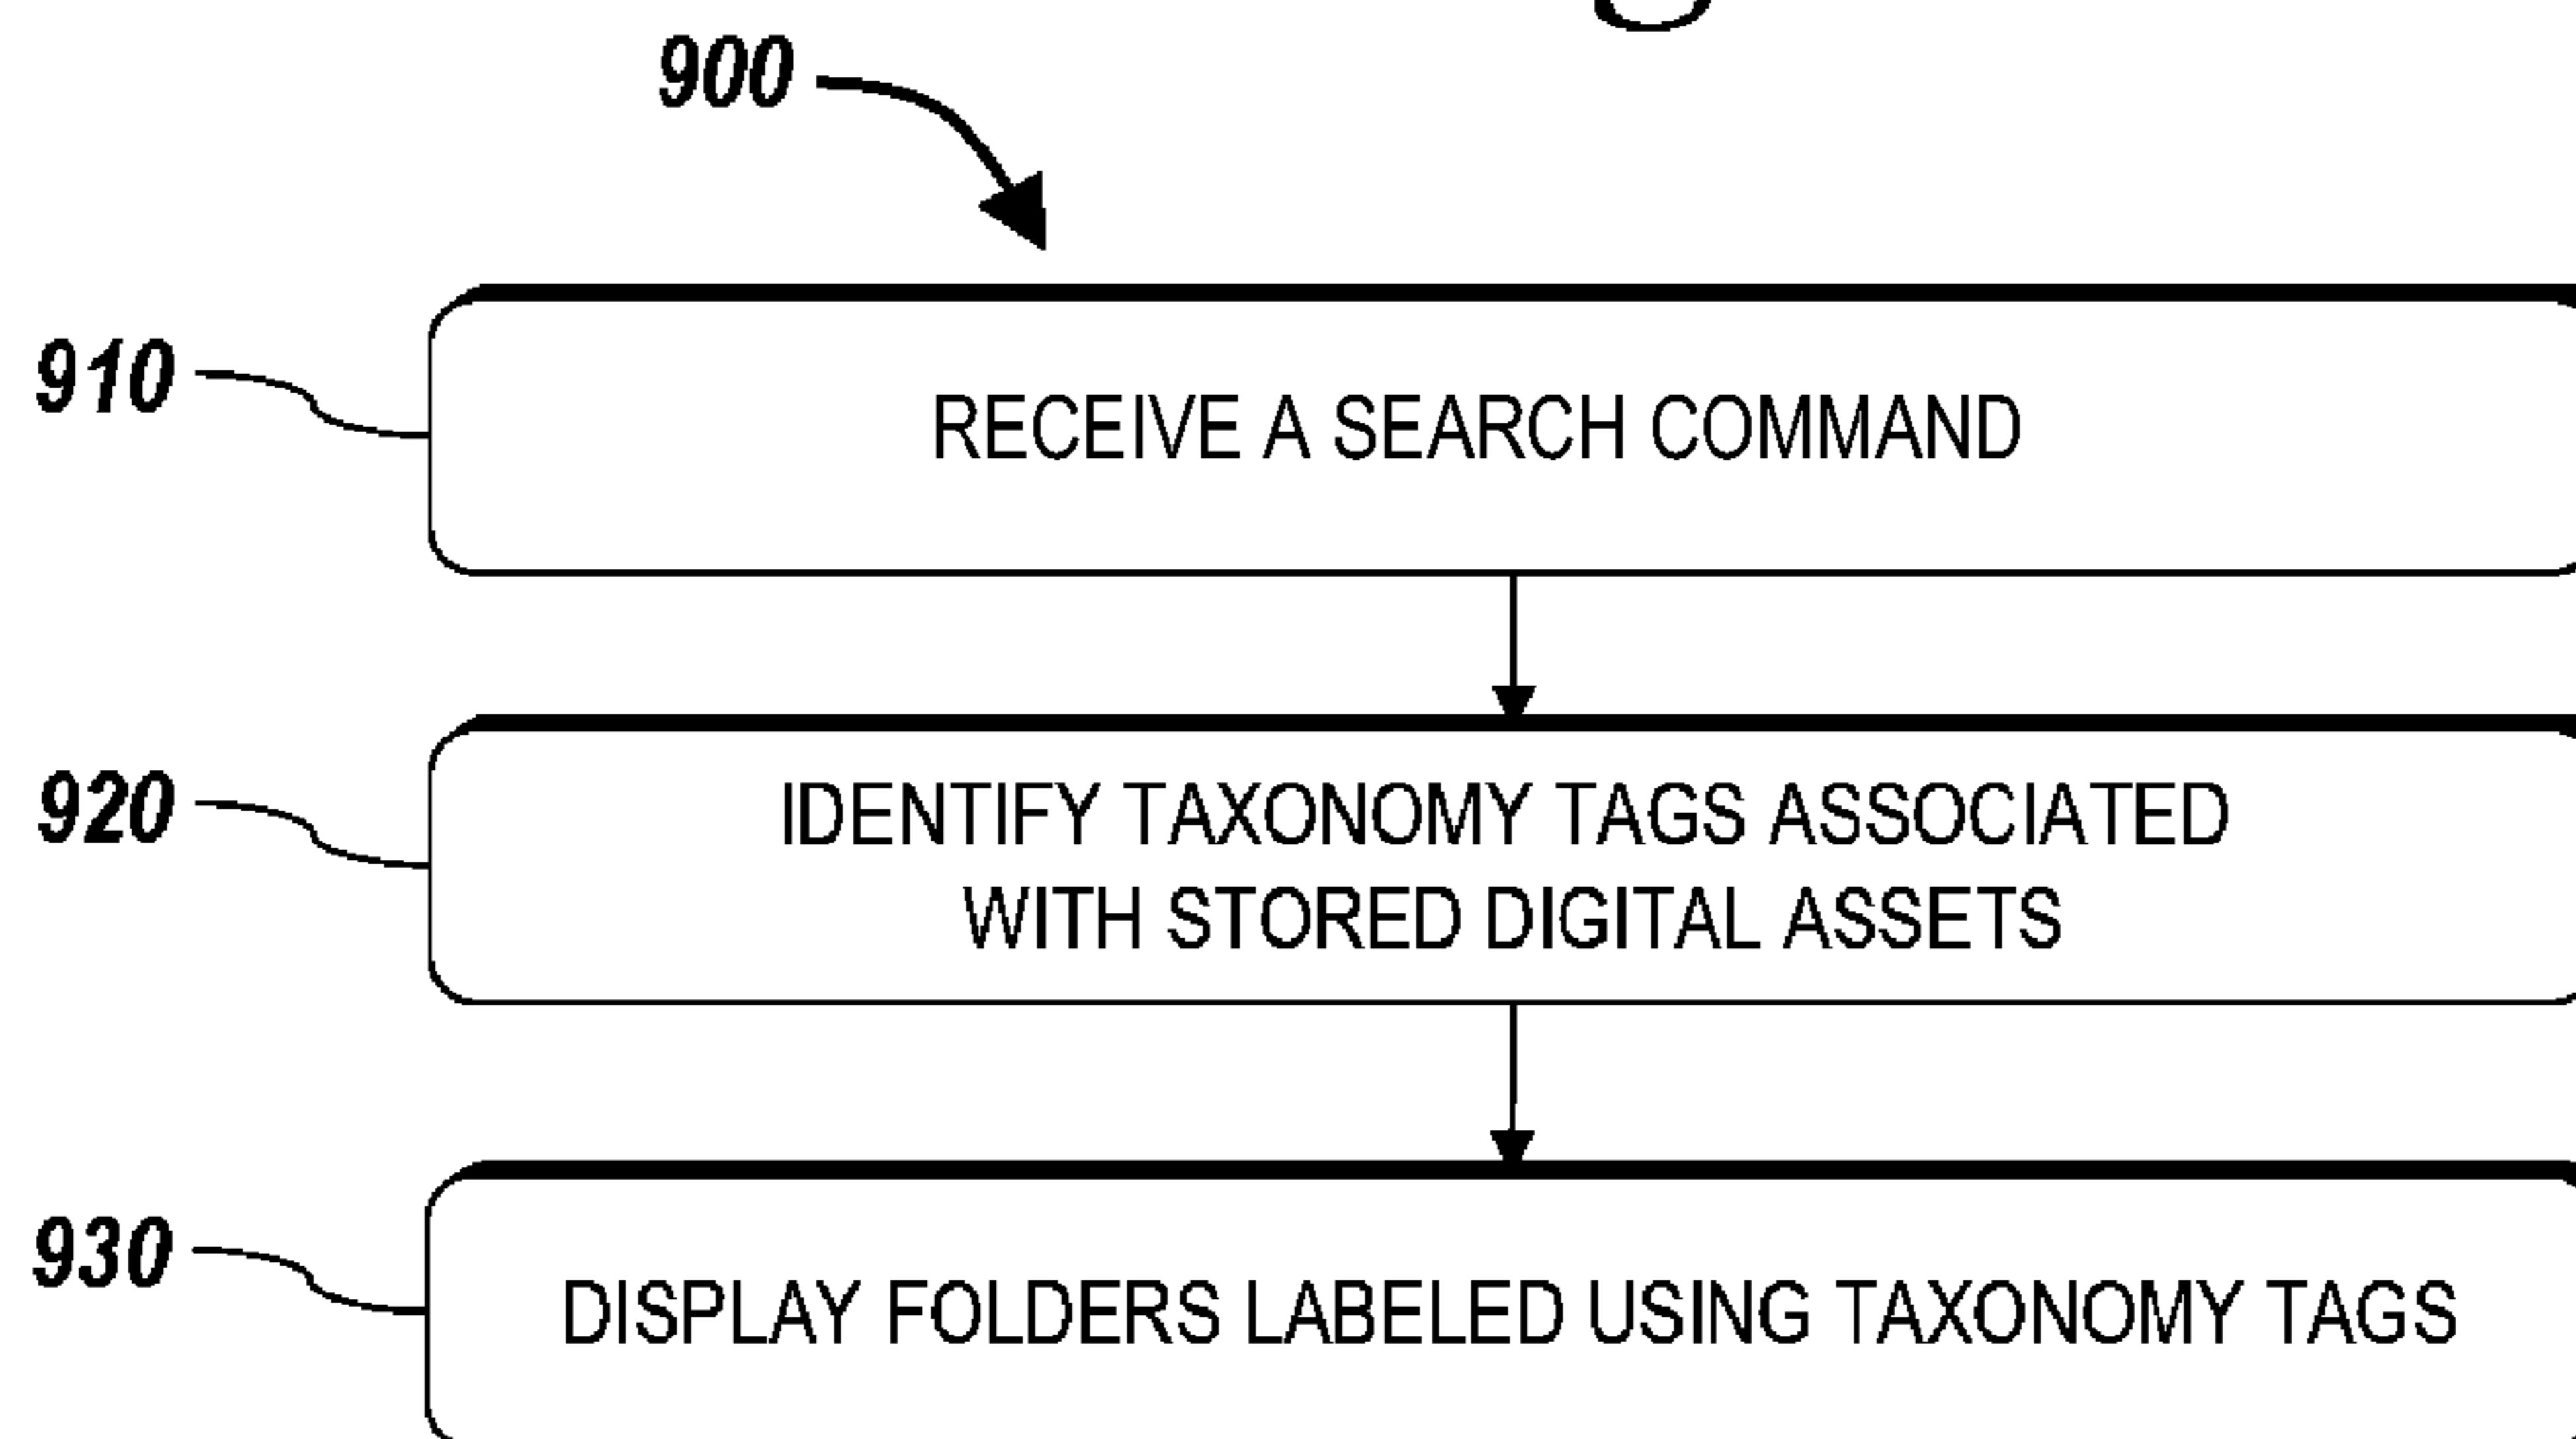 900
910
RECEIVE A SEARCH COMMAND
920
IDENTIFY TAXONOMY TAGS ASSOCIATED
WITH STORED DIGITAL ASSETS
930
DISPLAY FOLDERS LABELED USING TAXONOMY TAGS